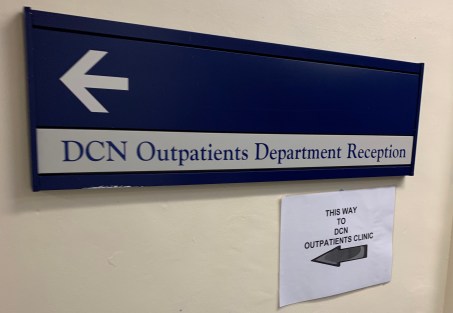 DCN Outpatients Department Reception
THIS WAY
TO
DCN
OUTPATIENTS CLINIC